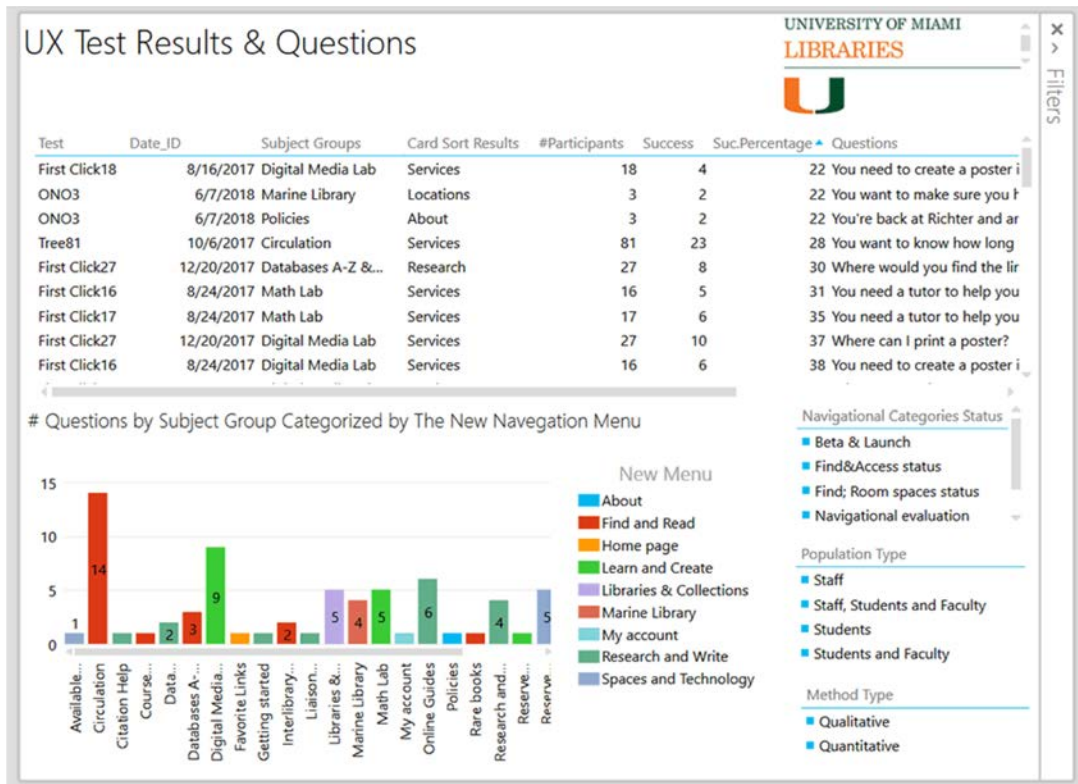 UX Test Results & Questions
UNIVERSITY OF MIAMI
LIBRARIES
Filters
Test Date_ID Subject Groups Card Sort Results #Participants Success Suc.Percentage Questions
First Click18 8/16/2017 Digital Media Lab Services 18 4 22 You need to create a poster i
ONO3 6/7/2018 Marine Library Locations 3 2 22 You want to make sure you h
ONO3 6/7/2018 Policies About 3 2 22 You're back at Richter and ar
Tree81 10/6/2017 Circulation Services 81 23 28 You want to know how long
First Click27 12/20/2017 Databases A-Z &... Research 27 8 30 Where would you find the lir
First Click16 8/24/2017 Math Lab Services 16 5 31 You need a tutor to help you
First Click17 8/24/2017 Math Lab Services 17 6 35 You need a tutor to help you
First Click27 12/20/2017 Digital Media Lab Services 27 10 37 Where can I print a poster?
First Click16 8/24/2017 Digital Media Lab Services 16 6 38 You need to create a poster i
# Questions by Subject Group Categorized by The New Navegation Menu
15
10
5
0
1
14
2
3
9
2
5
4
5
6
4
5
Available...
Circulation
Citation Help
Course...
Data...
Databases A-...
Digital Media...
Favorite Links
Getting started
Interlibrary...
Liaison...
Libraries &...
Marine Library
Math Lab
My account
Online Guides
Policies
Rare books
Research and...
Reserve...
Reserve...
New Menu
About
Find and Read
Home page
Learn and Create
Libraries & Collections
Marine Library
My account
Research and Write
Spaces and Technology
Navigational Categories Status
Beta & Launch
Find&Access status
Find; Room spaces status
Navigational evaluation
Population Type
Staff
Staff, Students and Faculty
Students
Students and Faculty
Method Type
Qualitative
Quantitative